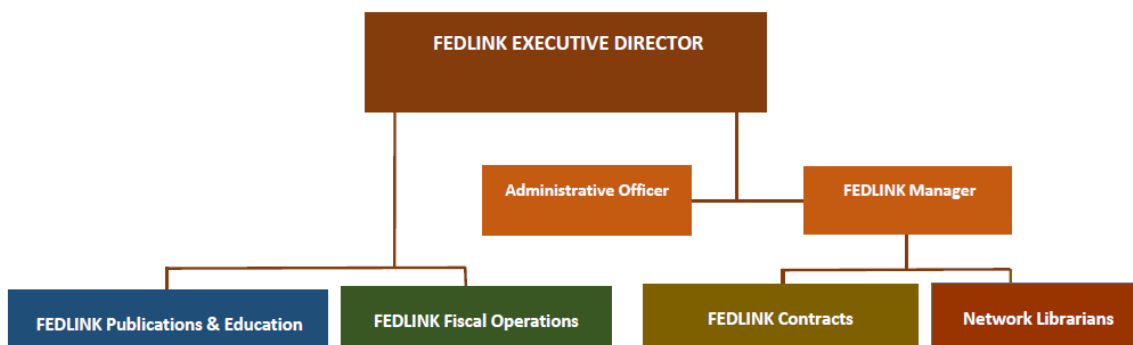 FEDLINK EXECUTIVE DIRECTOR
Administrative Officer
FEDLINK Manager
FEDLINK Publications & Education
FEDLINK Fiscal Operations
FEDLINK Contracts
Network Librarians